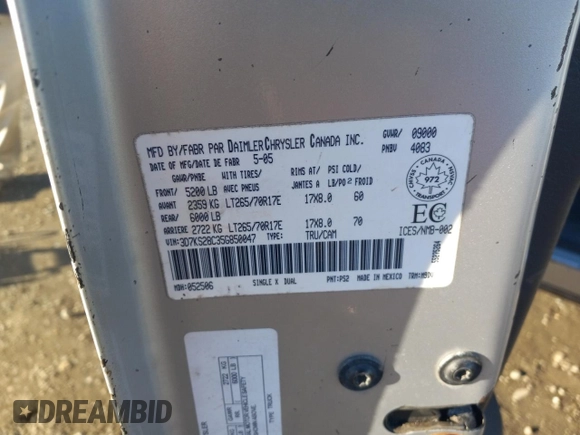 MFD BY/FABR PAR DAIMLERCHRYSLER CANADA INC.
DATE OF MFG/DATE DE FABR 5-05
GVWR/ 09000
PNBV 4083
GAWR/PNBE WITH TIRES/ RIMS AT/ PSI COLD/
FRONT/ 5200 LB AVEC PNEUS JANTES A LB/PO2 FROID
AVANT 2359 KG LT265/70R17E 17X8.0 60
REAR/ 6000 LB
ARRIERE 2722 KG LT265/70R17E 17X8.0 70
VIN: 3D7KS28C35G850047 TYPE: TRU/CAM
CANADA
972
TRANSPORT
EC
ICES/NMB-002
MDH: 052506 SINGLE X DUAL PNT: PS2 MADE IN MEXICO
DREAMBID